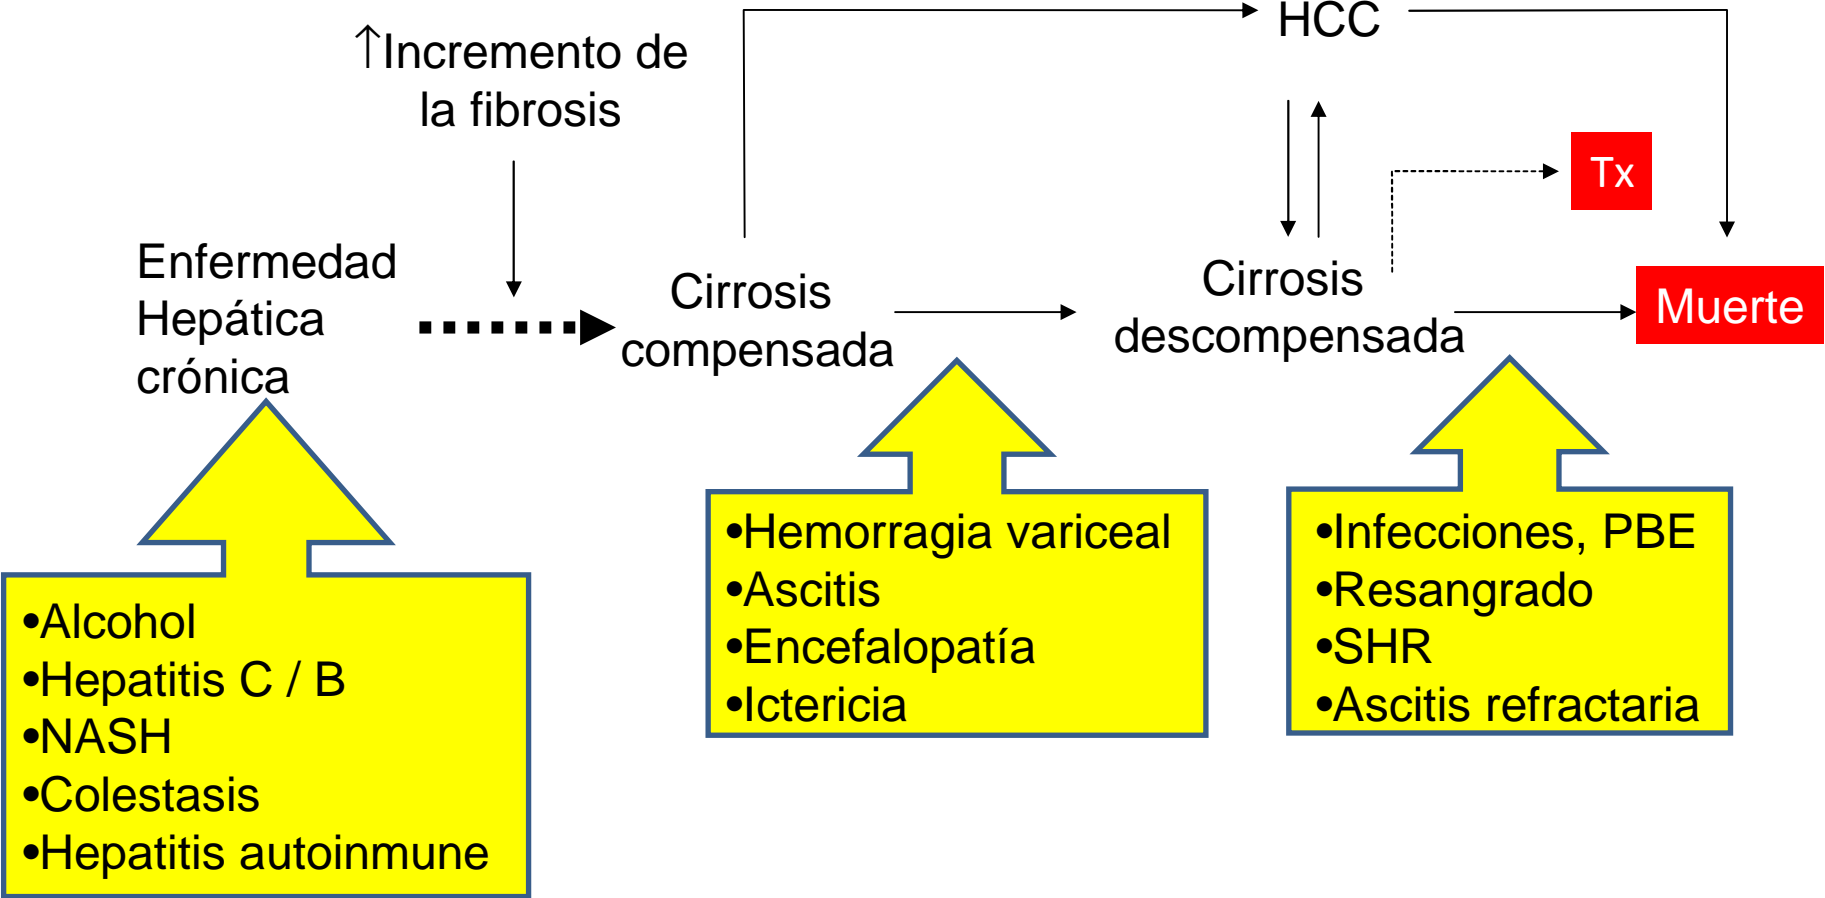 HCC
↑Incremento de
la fibrosis
Tx
Enfermedad
Hepática
crónica
Cirrosis
compensada
Cirrosis
descompensada
Muerte
•Alcohol
•Hepatitis C / B
•NASH
•Colestasis
•Hepatitis autoinmune
•Hemorragia variceal
•Ascitis
•Encefalopatía
•Ictericia
•Infecciones, PBE
•Resangrado
•SHR
•Ascitis refractaria